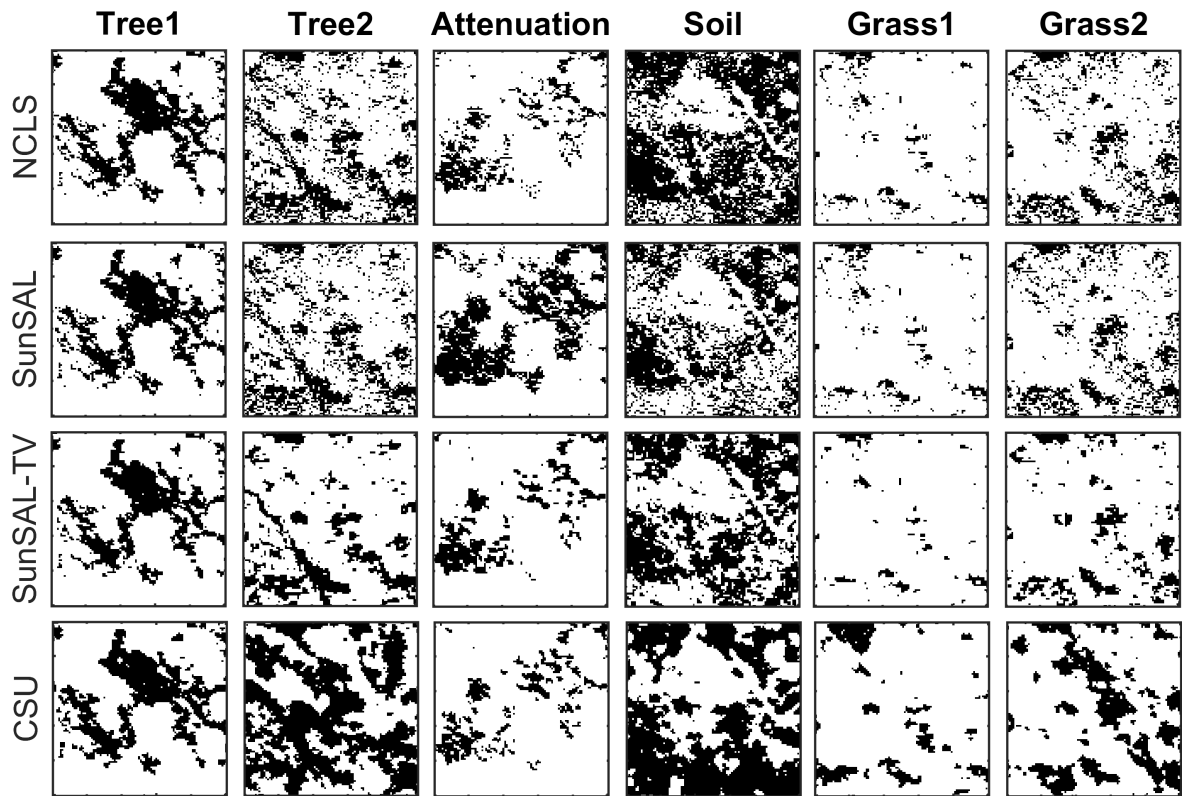 Tree1 Tree2 Attenuation Soil Grass1 Grass2
NCLS
SunSAL
SunSAL-TV
CSU